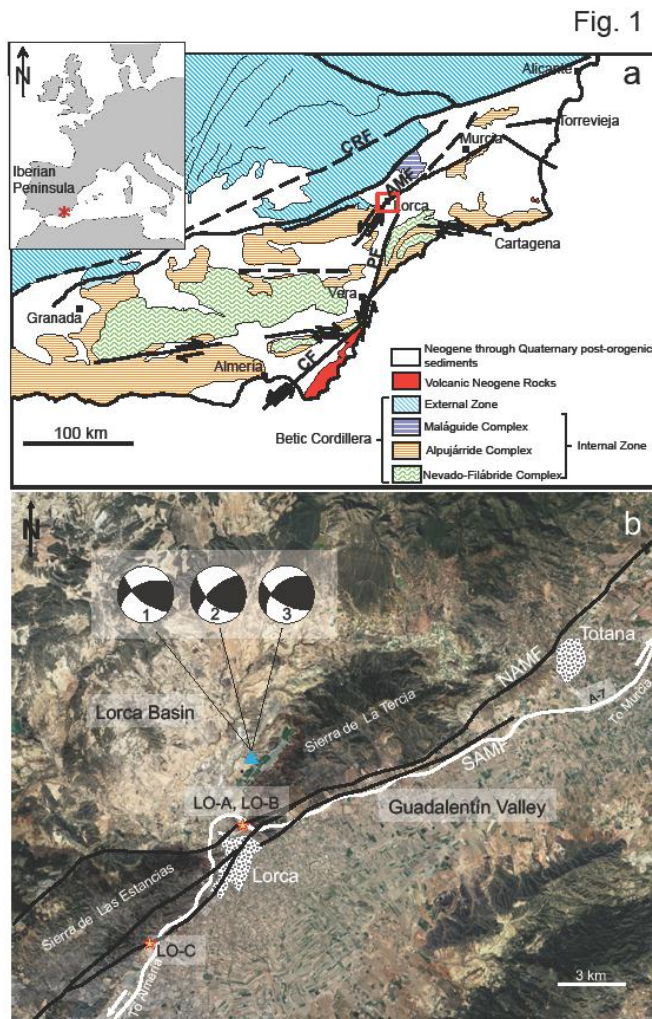 Fig. 1
N
Iberian
Peninsula
a
Alicante
CRF
Torrevieja
Murcia
AMF
orca
Cartagena
PF
Vera
Granada
Almería
CF
100 km
Neogene through Quaternary post-orogenic
sediments
Volcanic Neogene Rocks
External Zone
Betic Cordillera
Maláguide Complex
Alpujárride Complex
Internal Zone
Nevado-Filábride Complex
N
b
1
2
3
Totana
NAMF
A-7
To Murcia
Lorca Basin
Sierra de La Tercia
SAMF
LO-A, LO-B
Guadalentín Valley
Lorca
Sierra de Las Estancias
LO-C
To Almería
3 km